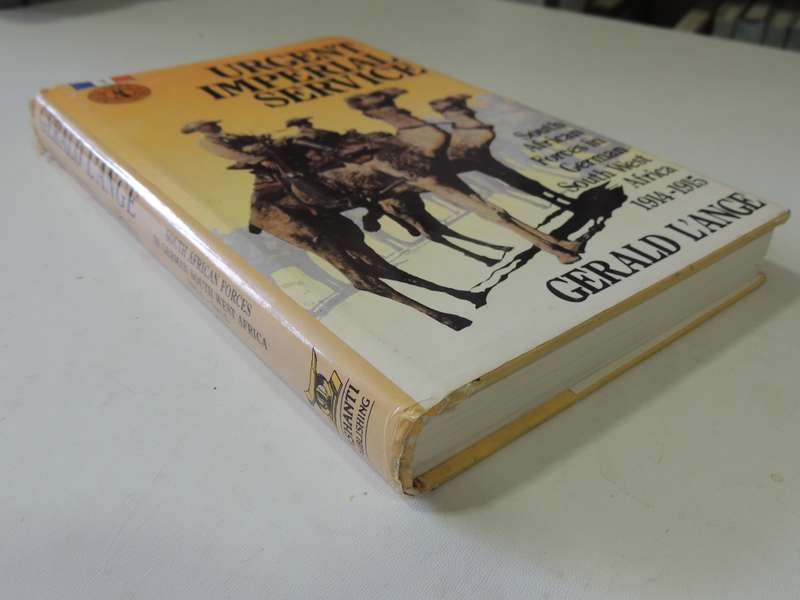 URGENT
IMPERIAL
SERVICE
South
African
Forces in
German
South West
Africa
1914-1915
GERALD L'ANGE
GERALD L'ANGE
SOUTH AFRICAN FORCES
IN GERMAN SOUTH WEST AFRICA
ASHANTI
PUBLISHING